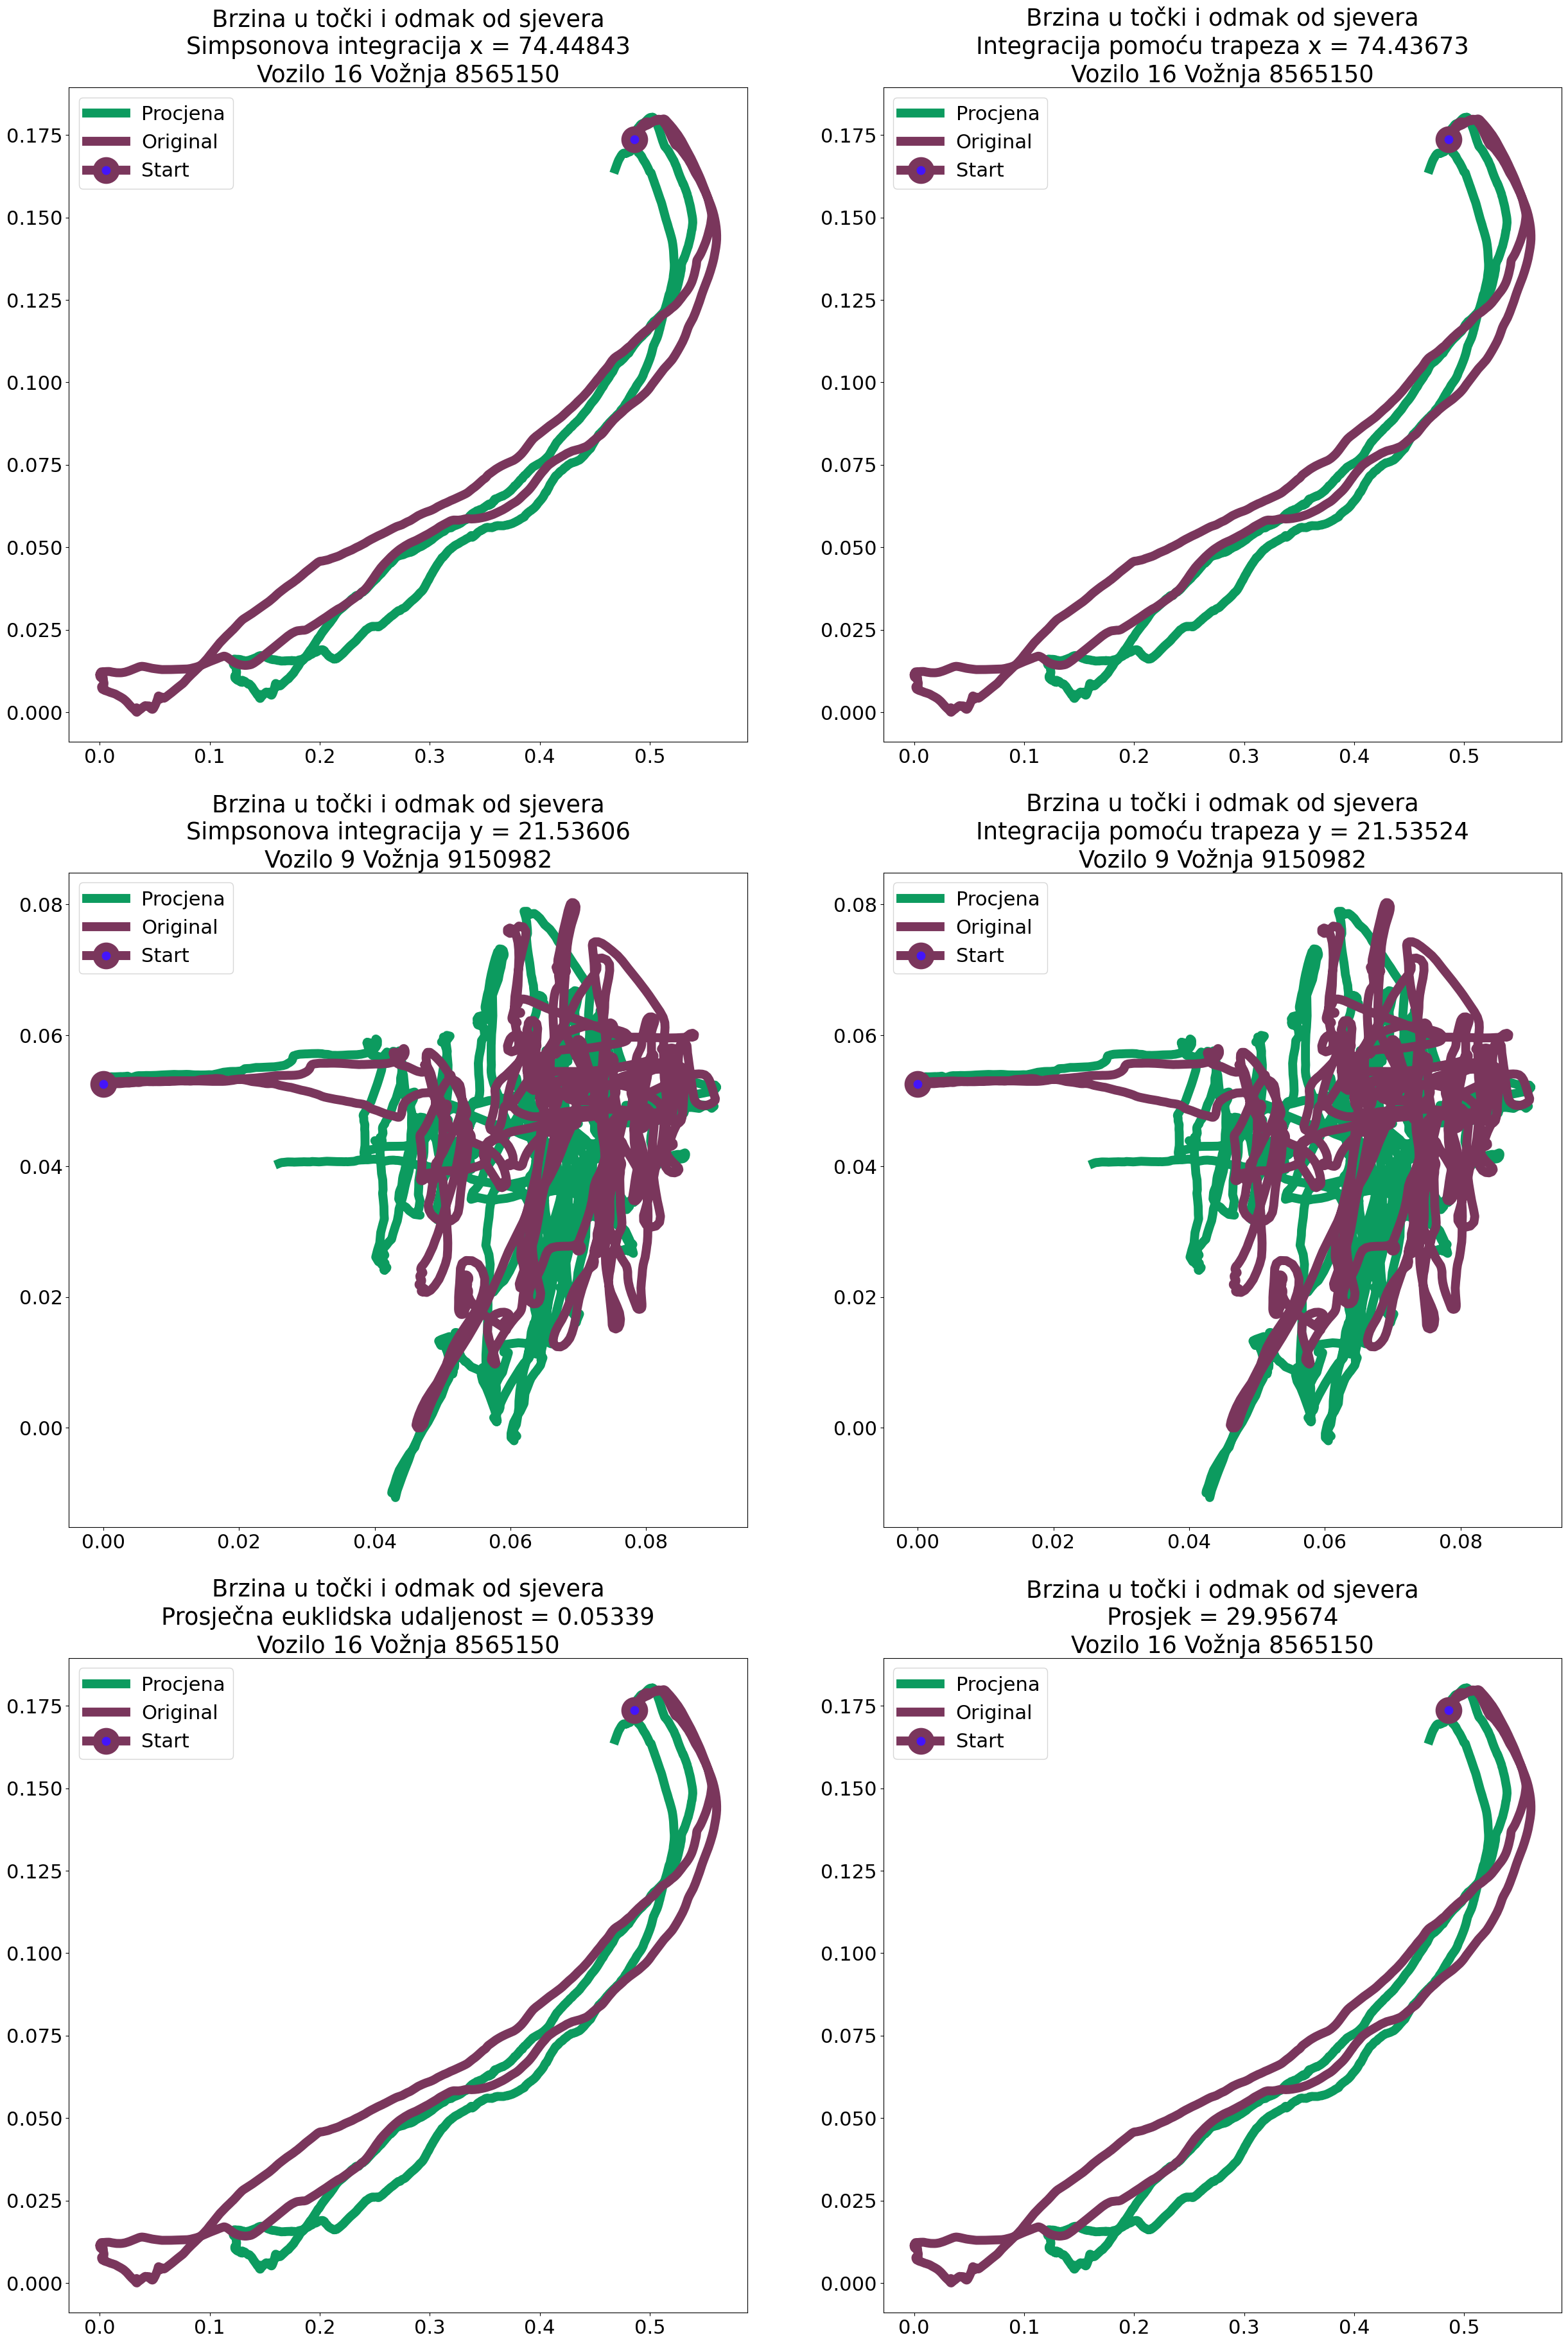 Brzina u točki i odmak od sjevera
Simpsonova integracija x = 74.44843
Vozilo 16 Vožnja 8565150
Procjena
Original
Start
0.175
0.150
0.125
0.100
0.075
0.050
0.025
0.000
0.0 0.1 0.2 0.3 0.4 0.5
Brzina u točki i odmak od sjevera
Integracija pomoću trapeza x = 74.43673
Vozilo 16 Vožnja 8565150
Procjena
Original
Start
0.175
0.150
0.125
0.100
0.075
0.050
0.025
0.000
0.0 0.1 0.2 0.3 0.4 0.5
Brzina u točki i odmak od sjevera
Simpsonova integracija y = 21.53606
Vozilo 9 Vožnja 9150982
Procjena
Original
Start
0.08
0.06
0.04
0.02
0.00
0.00 0.02 0.04 0.06 0.08
Brzina u točki i odmak od sjevera
Integracija pomoću trapeza y = 21.53524
Vozilo 9 Vožnja 9150982
Procjena
Original
Start
0.08
0.06
0.04
0.02
0.00
0.00 0.02 0.04 0.06 0.08
Brzina u točki i odmak od sjevera
Prosječna euklidska udaljenost = 0.05339
Vozilo 16 Vožnja 8565150
Procjena
Original
Start
0.175
0.150
0.125
0.100
0.075
0.050
0.025
0.000
0.0 0.1 0.2 0.3 0.4 0.5
Brzina u točki i odmak od sjevera
Prosjek = 29.95674
Vozilo 16 Vožnja 8565150
Procjena
Original
Start
0.175
0.150
0.125
0.100
0.075
0.050
0.025
0.000
0.0 0.1 0.2 0.3 0.4 0.5